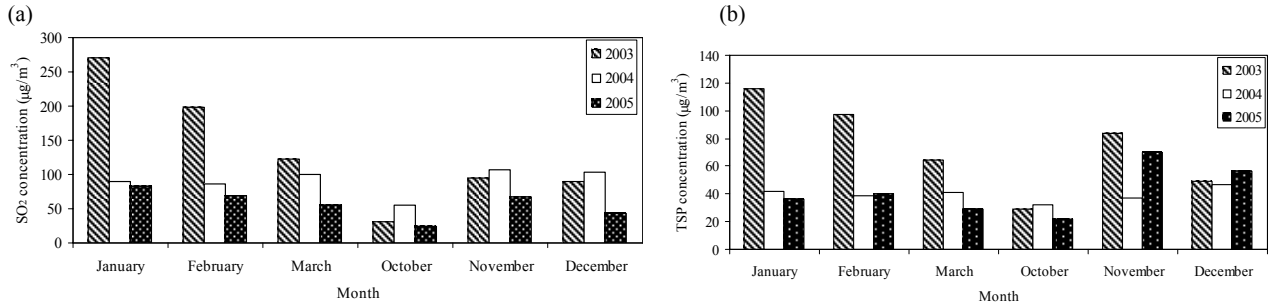 (a)
SO2 concentration (µg/m³)
300
250
200
150
100
50
0
2003
2004
2005
January February March October November December
Month
(b)
TSP concentration (µg/m³)
140
120
100
80
60
40
20
0
2003
2004
2005
January February March October November December
Month